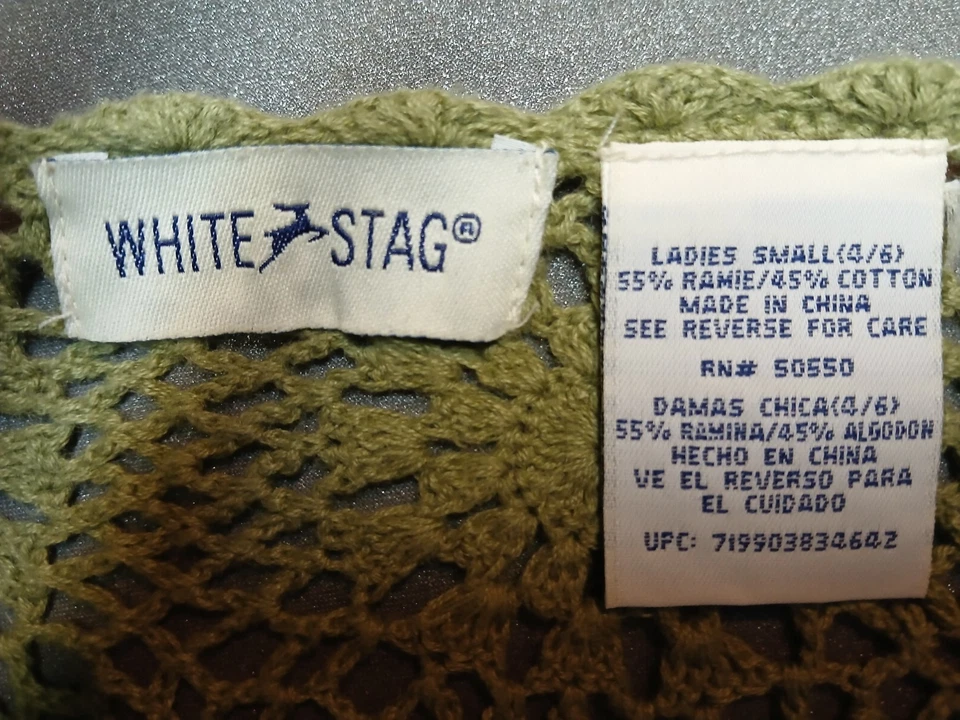 WHITE STAG®
LADIES SMALL(4/6)
55% RAMIE/45% COTTON
MADE IN CHINA
SEE REVERSE FOR CARE
RN# 50550
DAMAS CHICA(4/6)
55% RAMINA/45% ALGODON
HECHO EN CHINA
VE EL REVERSO PARA
EL CUIDADO
UPC: 719903834642